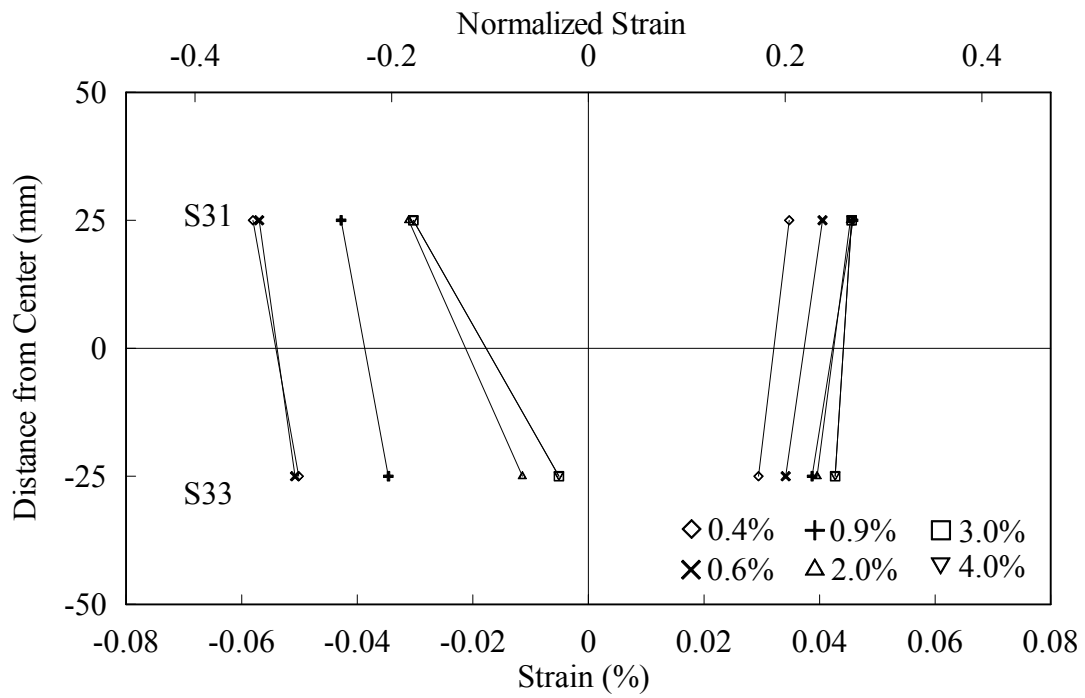 Normalized Strain
-0.4 -0.2 0 0.2 0.4
50
25
0
-25
-50
Distance from Center (mm)
S31
S33
0.4% 0.9% 3.0%
0.6% 2.0% 4.0%
-0.08 -0.06 -0.04 -0.02 0 0.02 0.04 0.06 0.08
Strain (%)